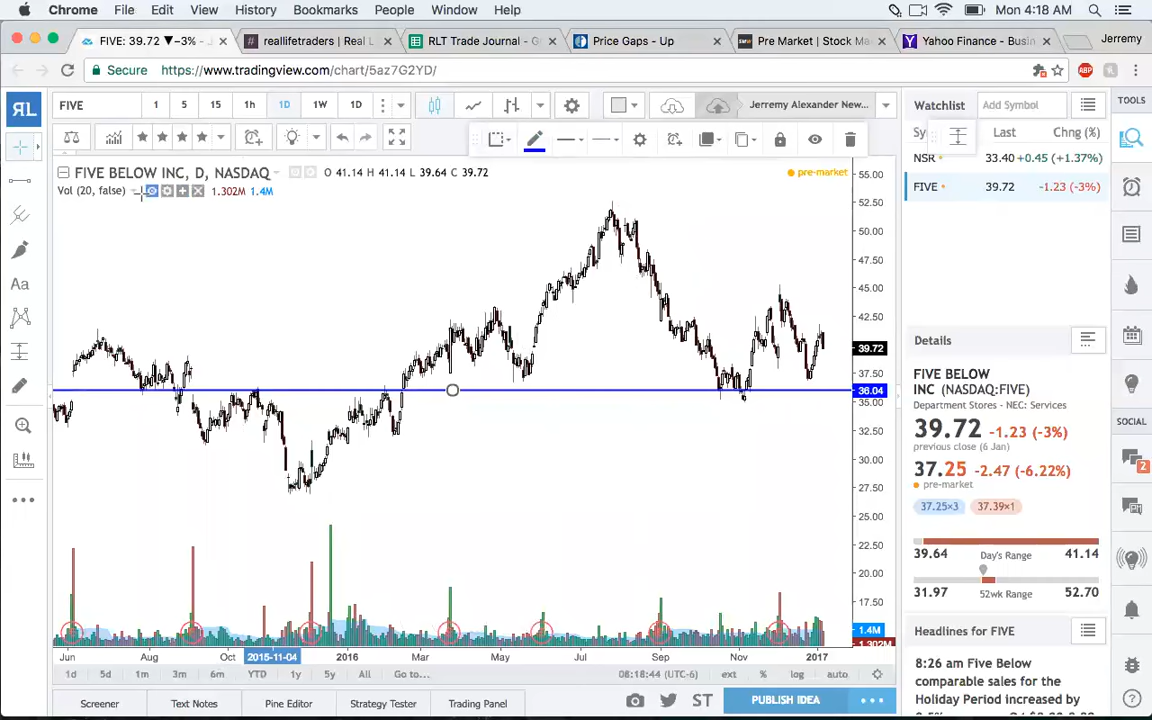 Chrome File Edit View History Bookmarks People Window Help Mon 4:18 AM
FIVE: 39.72 ▼−3% - reallifetraders | Real L RLT Trade Journal - G Price Gaps - Up Pre Market | Stock Ma Yahoo Finance - Busin Jerremy
Secure https://www.tradingview.com/chart/5az7G2YD/ ABP
RL FIVE 1 5 15 1h 1D 1W 1D Jerremy Alexander New... Watchlist Add Symbol TOOLS
Last Chng (%)
NSR 33.40 +0.45 (+1.37%)
FIVE 39.72 -1.23 (-3%)
FIVE BELOW INC, D, NASDAQ O 41.14 H 41.14 L 39.64 C 39.72 pre-market
Vol (20, false) 1.302M 1.4M
Aa
55.00
52.50
50.00
47.50
45.00
42.50
39.72
36.04
35.00
32.50
30.00
27.50
25.00
22.50
20.00
17.50
1.4M
1.302M
Details
FIVE BELOW
INC (NASDAQ:FIVE)
Department Stores - NEC: Services
39.72 -1.23 (-3%)
previous close (6 Jan)
37.25 -2.47 (-6.22%)
pre-market
37.25×3 37.39×1
39.64 Day's Range 41.14
31.97 52wk Range 52.70
SOCIAL
2
Headlines for FIVE
8:26 am Five Below
comparable sales for the
Holiday Period increased by
Jun Aug Oct 2015-11-04 2016 Mar May Jul Sep Nov 2017
1d 5d 1m 3m 6m YTD 1y 5y All Go to... 08:18:44 (UTC-6) ext % log auto
Screener Text Notes Pine Editor Strategy Tester Trading Panel ST PUBLISH IDEA